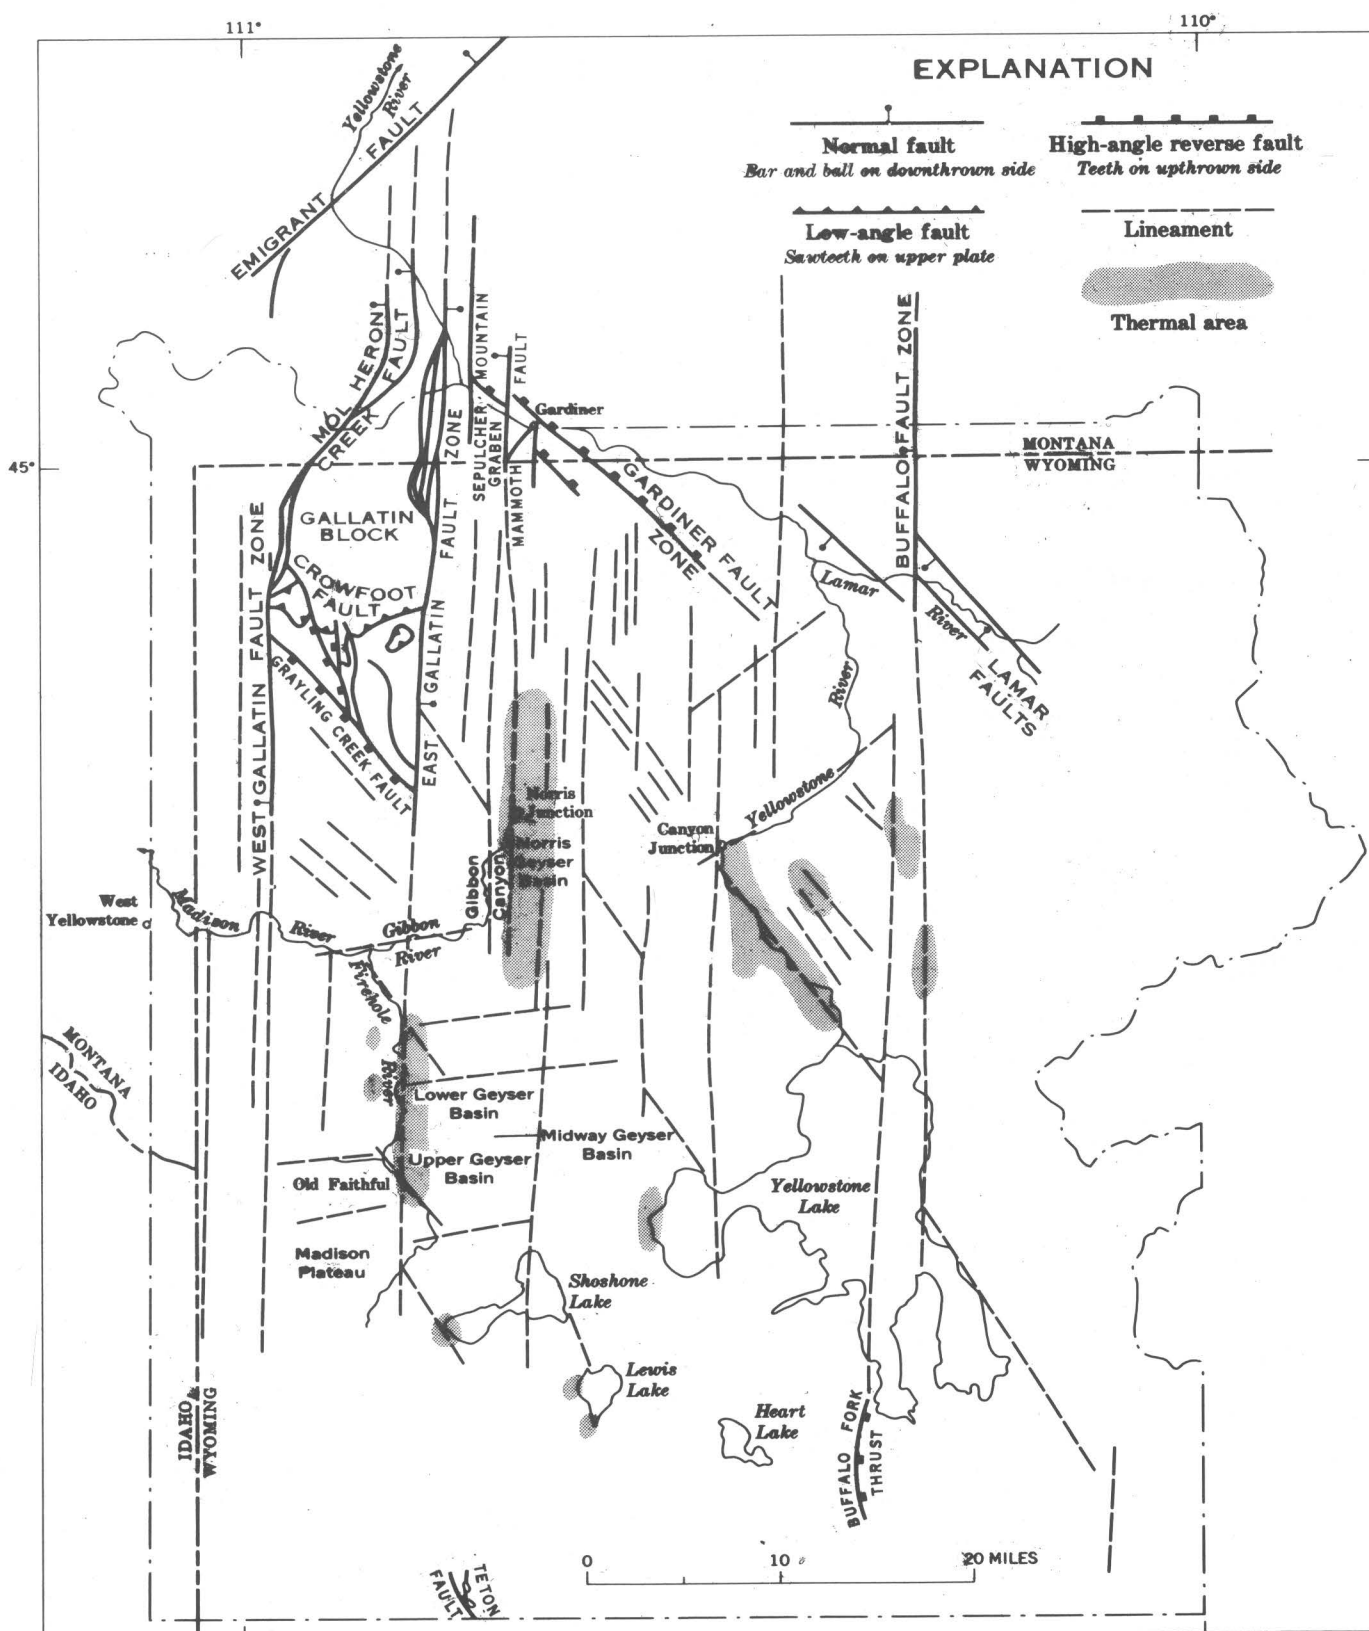 111°
110°
EXPLANATION
Normal fault
Bar and ball on downthrown side
High-angle reverse fault
Teeth on upthrown side
Low-angle fault
Sawteeth on upper plate
Lineament
Thermal area
Yellowstone
River
EMIGRANT FAULT
MOL HERON
CREEK FAULT
SEPULCHER MOUNTAIN
GRABEN
MAMMOTH FAULT
Gardiner
BUFFALO FAULT ZONE
MONTANA
WYOMING
45°
GARDINER FAULT
ZONE
GALLATIN
BLOCK
CROWFOOT
FAULT
WEST GALLATIN FAULT ZONE
EAST GALLATIN FAULT ZONE
GRAYLING CREEK FAULT
Lamar
River
LAMAR
FAULTS
River
Yellowstone
Norris
Junction
Norris
Geyser
Basin
Canyon
Junction
Gibbon
Canyon
West
Yellowstone
Madison
River
Gibbon
River
Firehole
River
MONTANA
IDAHO
Lower Geyser
Basin
Midway Geyser
Basin
Upper Geyser
Basin
Old Faithful
Yellowstone
Lake
Madison
Plateau
Shoshone
Lake
Lewis
Lake
Heart
Lake
IDAHO
WYOMING
BUFFALO FORK
THRUST
0 10 20 MILES
TETON
FAULT